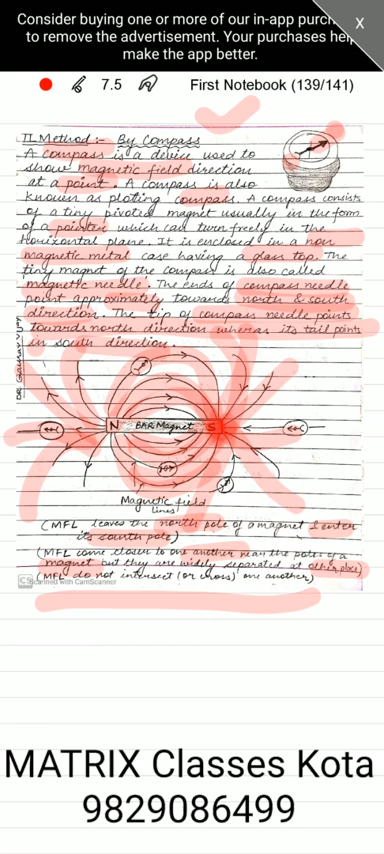 Consider buying one or more of our in-app purch
to remove the advertisement. Your purchases help
make the app better.
X
7.5
First Notebook (139/141)
II Method :- By Compass
A compass is a device used to
show magnetic field direction
at a point. A compass is also
known as ploting compass. A compass consists
of a tiny pivoted magnet usually in the form
of a pointer which can turn freely in the
Horizontal plane. It is enclosed in a non
magnetic metal case having a glass top. The
tiny magnet of the compass is also called
magnetic needle. The ends of compass needle
point approximately towards north & south
direction. The tip of compass needle points
towards north direction whereas its tail points
in south direction.
N BAR Magnet S
Magnetic field
lines
(MFL leaves the north pole of a magnet & enter
its south pole)
(MFL come closer to one another near the poles of a
magnet but they are widely separated at other place)
(MFL do not intersect (or cross) one another)
CS Scanned with CamScanner
MATRIX Classes Kota
9829086499